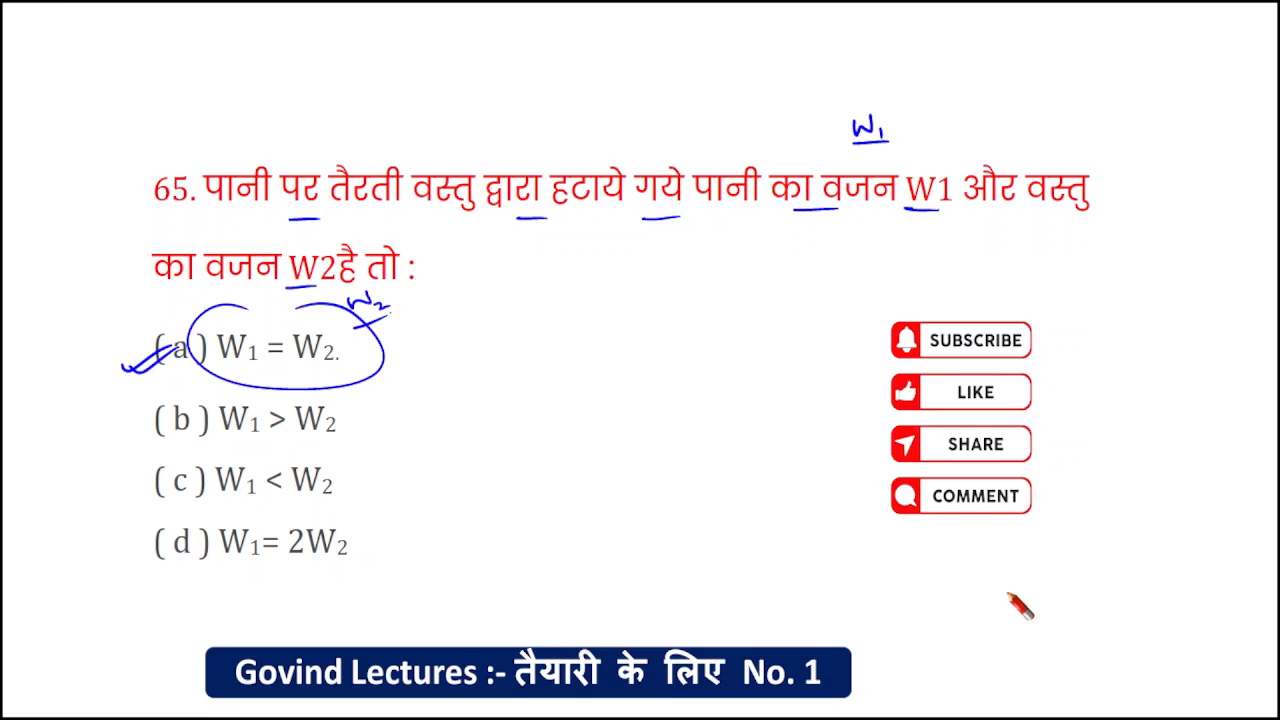 W₁
65. पानी पर तैरती वस्तु द्वारा हटाये गये पानी का वजन W1 और वस्तु
का वजन W2है तो :
W₂
( a ) W₁ = W₂.
( b ) W₁ > W₂
( c ) W₁ < W₂
( d ) W₁= 2W₂
SUBSCRIBE
LIKE
SHARE
COMMENT
Govind Lectures :- तैयारी के लिए No. 1